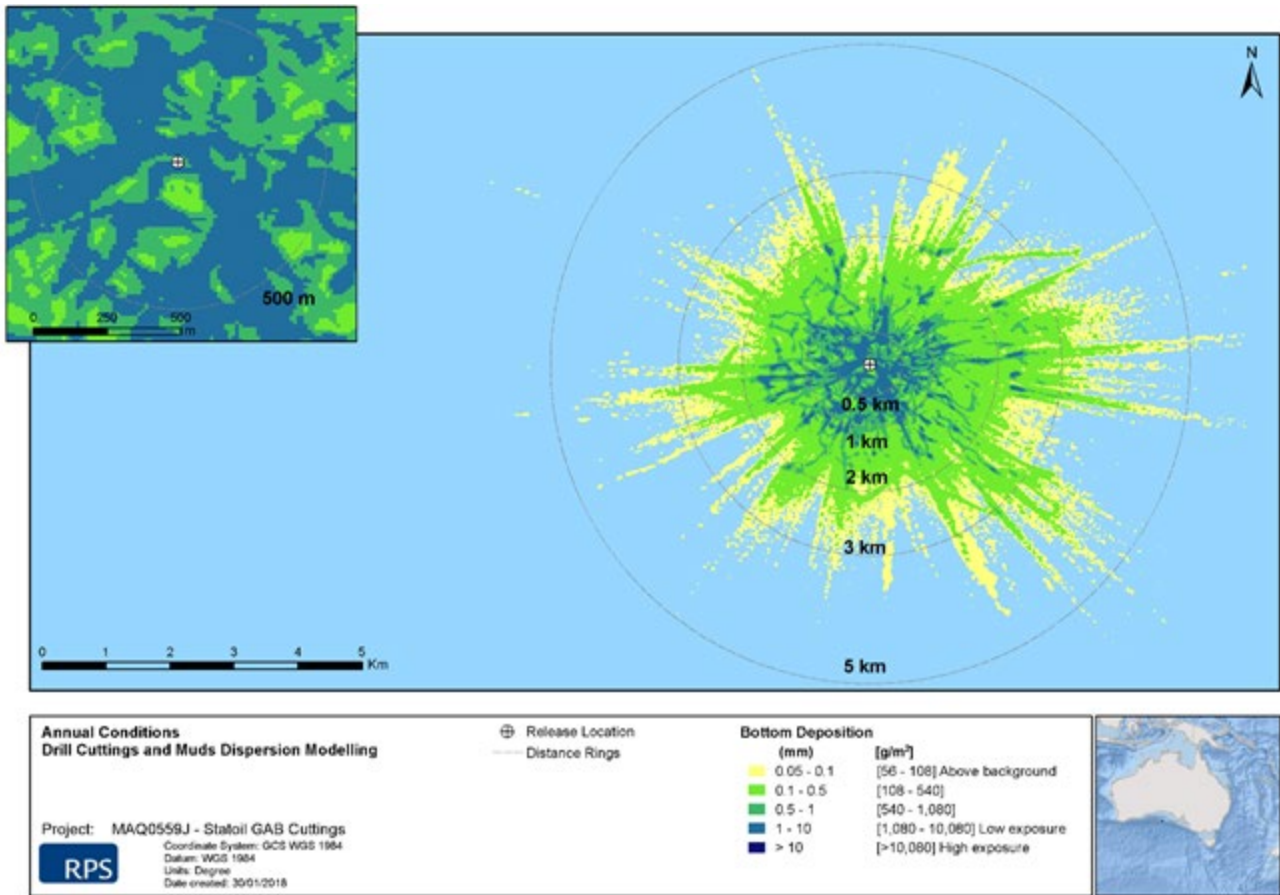 500 m
0 250 500
m
N
0.5 km
1 km
2 km
3 km
5 km
0 1 2 3 4 5
Km
Annual Conditions
Drill Cuttings and Muds Dispersion Modelling
Project: MAQ0559J - Statoil GAB Cuttings
RPS
Coordinate System: GCS WGS 1984
Datum: WGS 1984
Units: Degree
Date created: 30/01/2018
Release Location
Distance Rings
Bottom Deposition
(mm) [g/m²]
0.05 - 0.1 [56 - 108] Above background
0.1 - 0.5 [108 - 540]
0.5 - 1 [540 - 1,080]
1 - 10 [1,080 - 10,080] Low exposure
> 10 [>10,080] High exposure